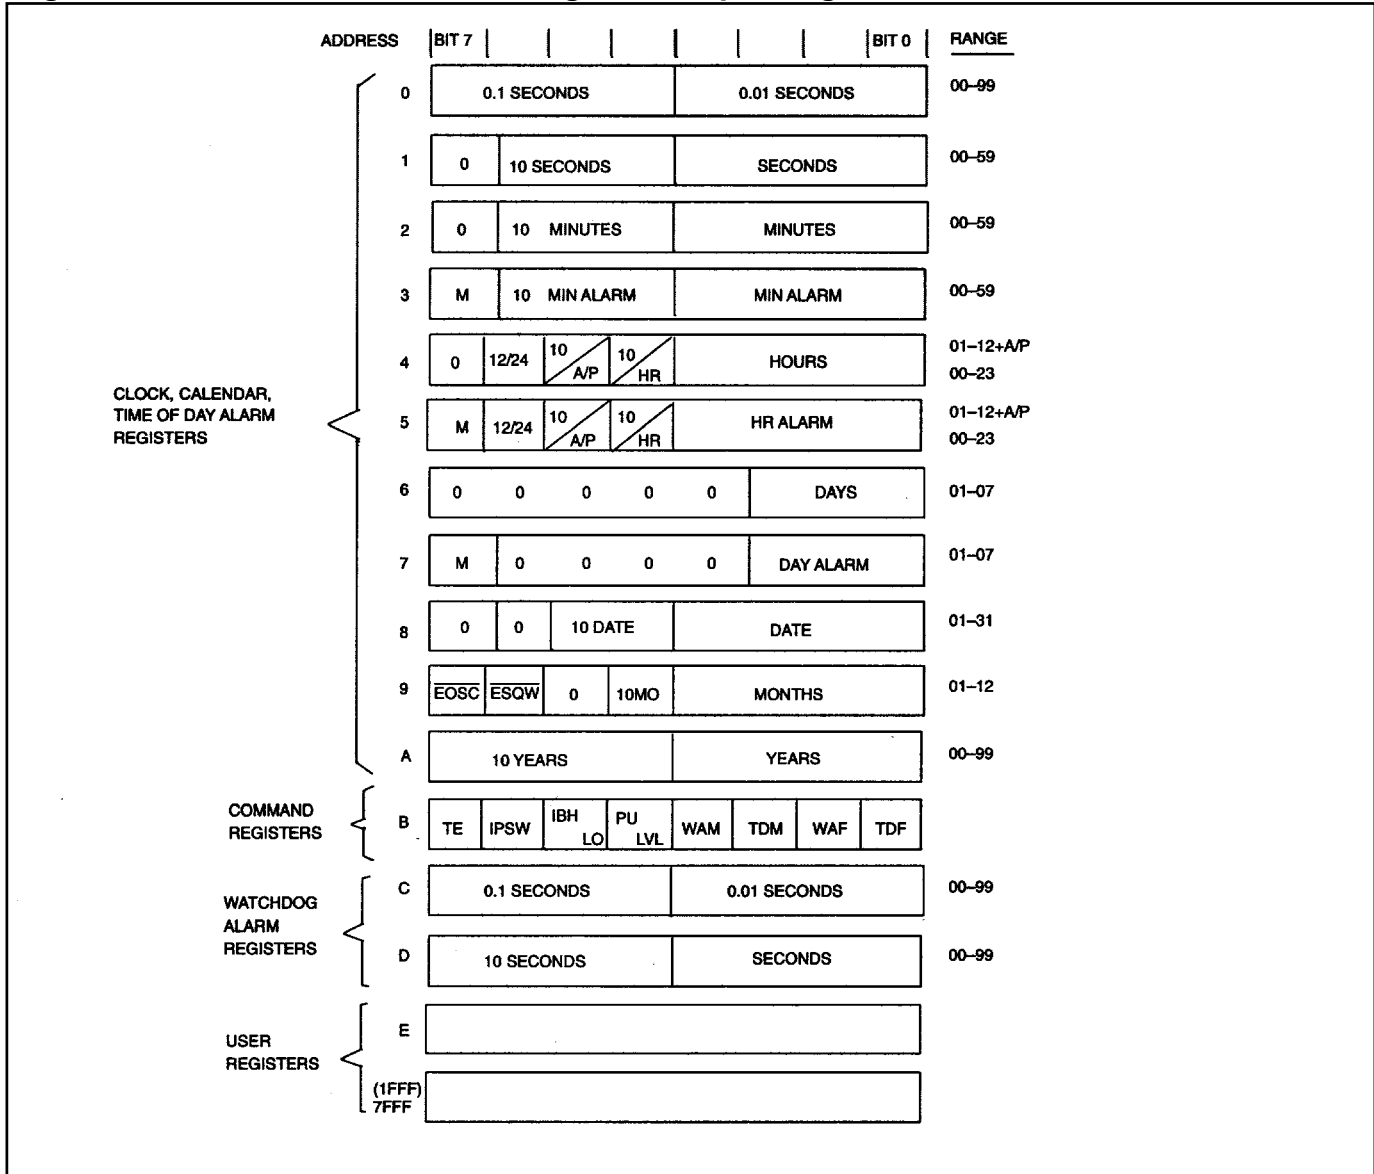 ADDRESS BIT 7 BIT 0 RANGE
0 0.1 SECONDS 0.01 SECONDS 00–99
1 0 10 SECONDS SECONDS 00–59
2 0 10 MINUTES MINUTES 00–59
3 M 10 MIN ALARM MIN ALARM 00–59
4 0 12/24 10 A/P 10 HR HOURS 01–12+A/P
00–23
CLOCK, CALENDAR,
TIME OF DAY ALARM
REGISTERS
5 M 12/24 10 A/P 10 HR HR ALARM 01–12+A/P
00–23
6 0 0 0 0 0 DAYS 01–07
7 M 0 0 0 0 DAY ALARM 01–07
8 0 0 10 DATE DATE 01–31
9 EOSC ESQW 0 10MO MONTHS 01–12
A 10 YEARS YEARS 00–99
COMMAND
REGISTERS
B TE IPSW IBH LO PU LVL WAM TDM WAF TDF
C 0.1 SECONDS 0.01 SECONDS 00–99
WATCHDOG
ALARM
REGISTERS
D 10 SECONDS SECONDS 00–99
E
USER
REGISTERS
(1FFF)
7FFF